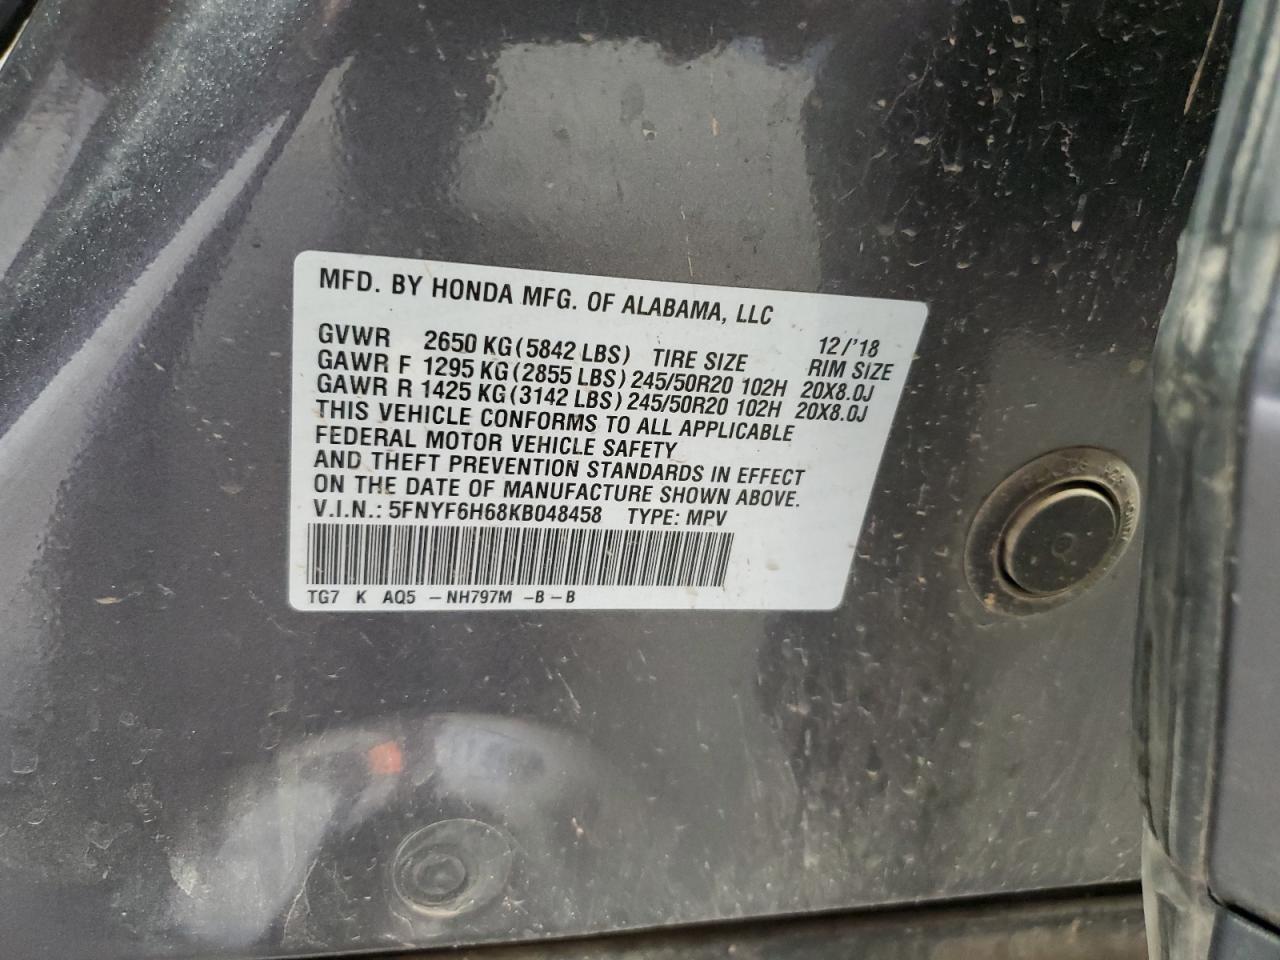 MFD. BY HONDA MFG. OF ALABAMA, LLC
12/'18
GVWR 2650 KG(5842 LBS) TIRE SIZE RIM SIZE
GAWR F 1295 KG(2855 LBS) 245/50R20 102H 20X8.0J
GAWR R 1425 KG(3142 LBS) 245/50R20 102H 20X8.0J
THIS VEHICLE CONFORMS TO ALL APPLICABLE
FEDERAL MOTOR VEHICLE SAFETY
AND THEFT PREVENTION STANDARDS IN EFFECT
ON THE DATE OF MANUFACTURE SHOWN ABOVE.
V.I.N.: 5FNYF6H68KB048458 TYPE: MPV
TG7 K AQ5 -NH797M -B-B